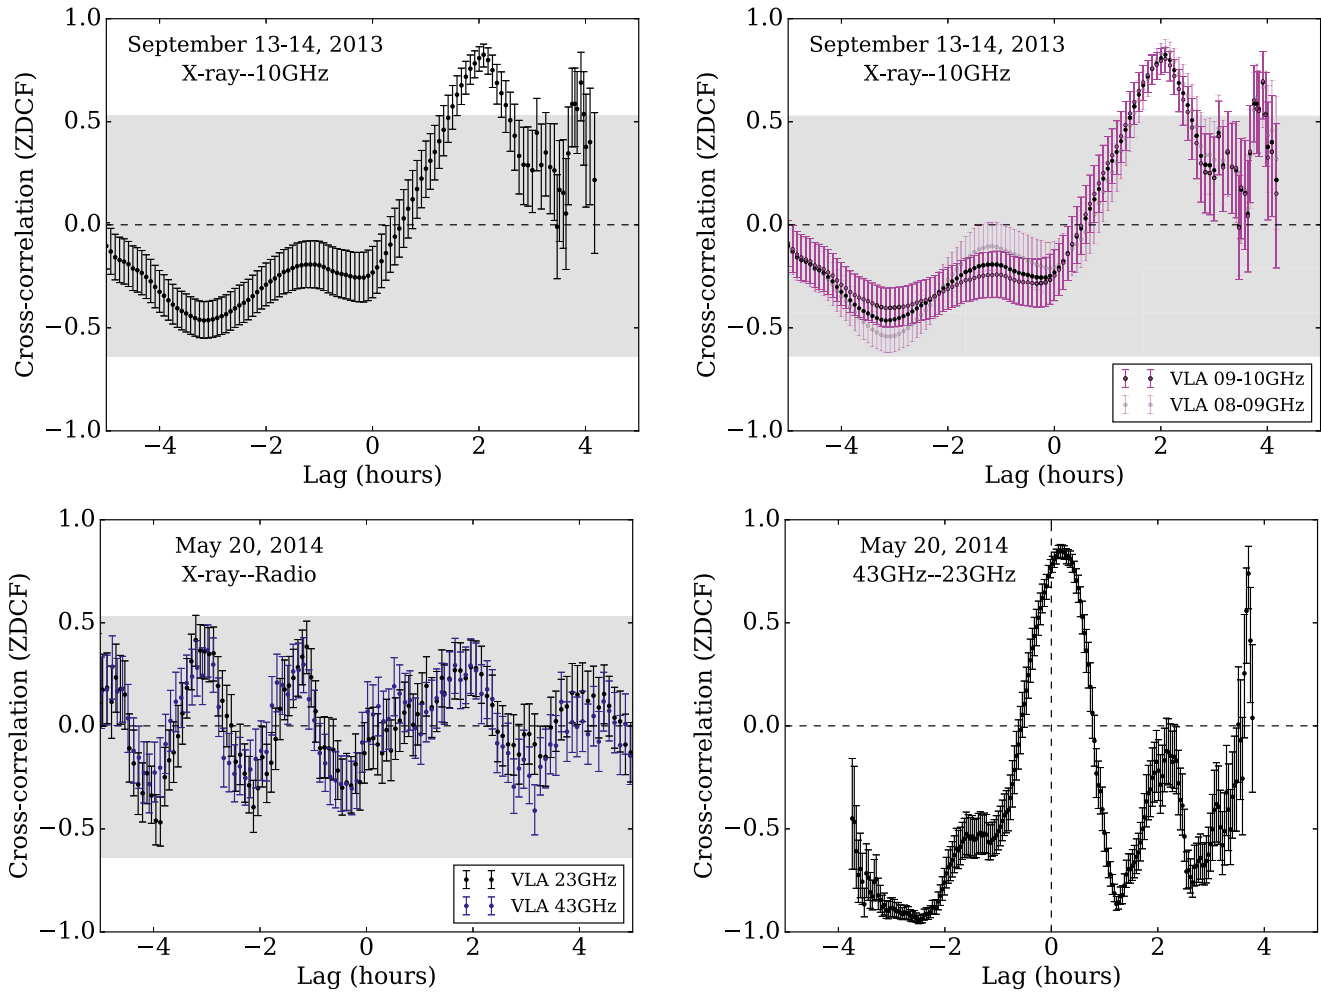 September 13-14, 2013
X-ray--10GHz
Cross-correlation (ZDCF)
1.0
0.5
0.0
−0.5
−1.0
−4
−2
0
2
4
Lag (hours)
September 13-14, 2013
X-ray--10GHz
Cross-correlation (ZDCF)
1.0
0.5
0.0
−0.5
−1.0
VLA 09-10GHz
VLA 08-09GHz
−4
−2
0
2
4
Lag (hours)
May 20, 2014
X-ray--Radio
Cross-correlation (ZDCF)
1.0
0.5
0.0
−0.5
−1.0
VLA 23GHz
VLA 43GHz
−4
−2
0
2
4
Lag (hours)
May 20, 2014
43GHz--23GHz
Cross-correlation (ZDCF)
1.0
0.5
0.0
−0.5
−1.0
−4
−2
0
2
4
Lag (hours)